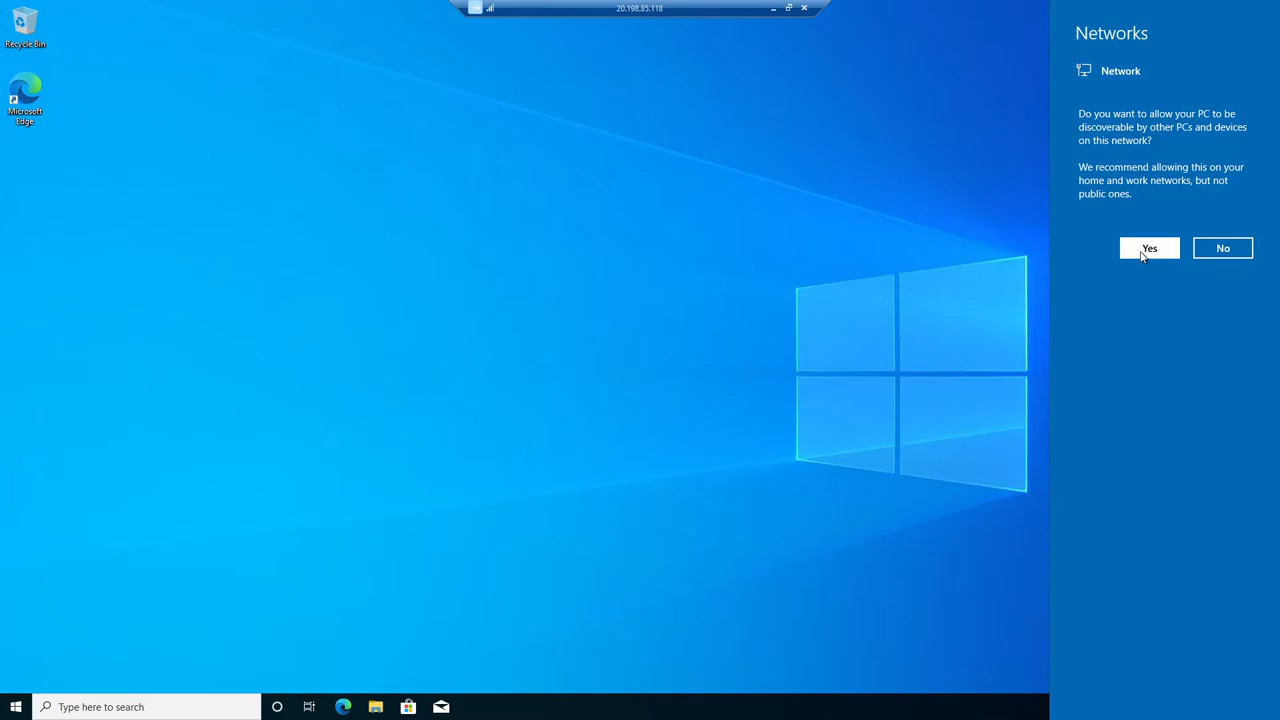 20.198.85.118
Recycle Bin
Microsoft
Edge
Networks
Network
Do you want to allow your PC to be
discoverable by other PCs and devices
on this network?
We recommend allowing this on your
home and work networks, but not
public ones.
Yes
No
Type here to search